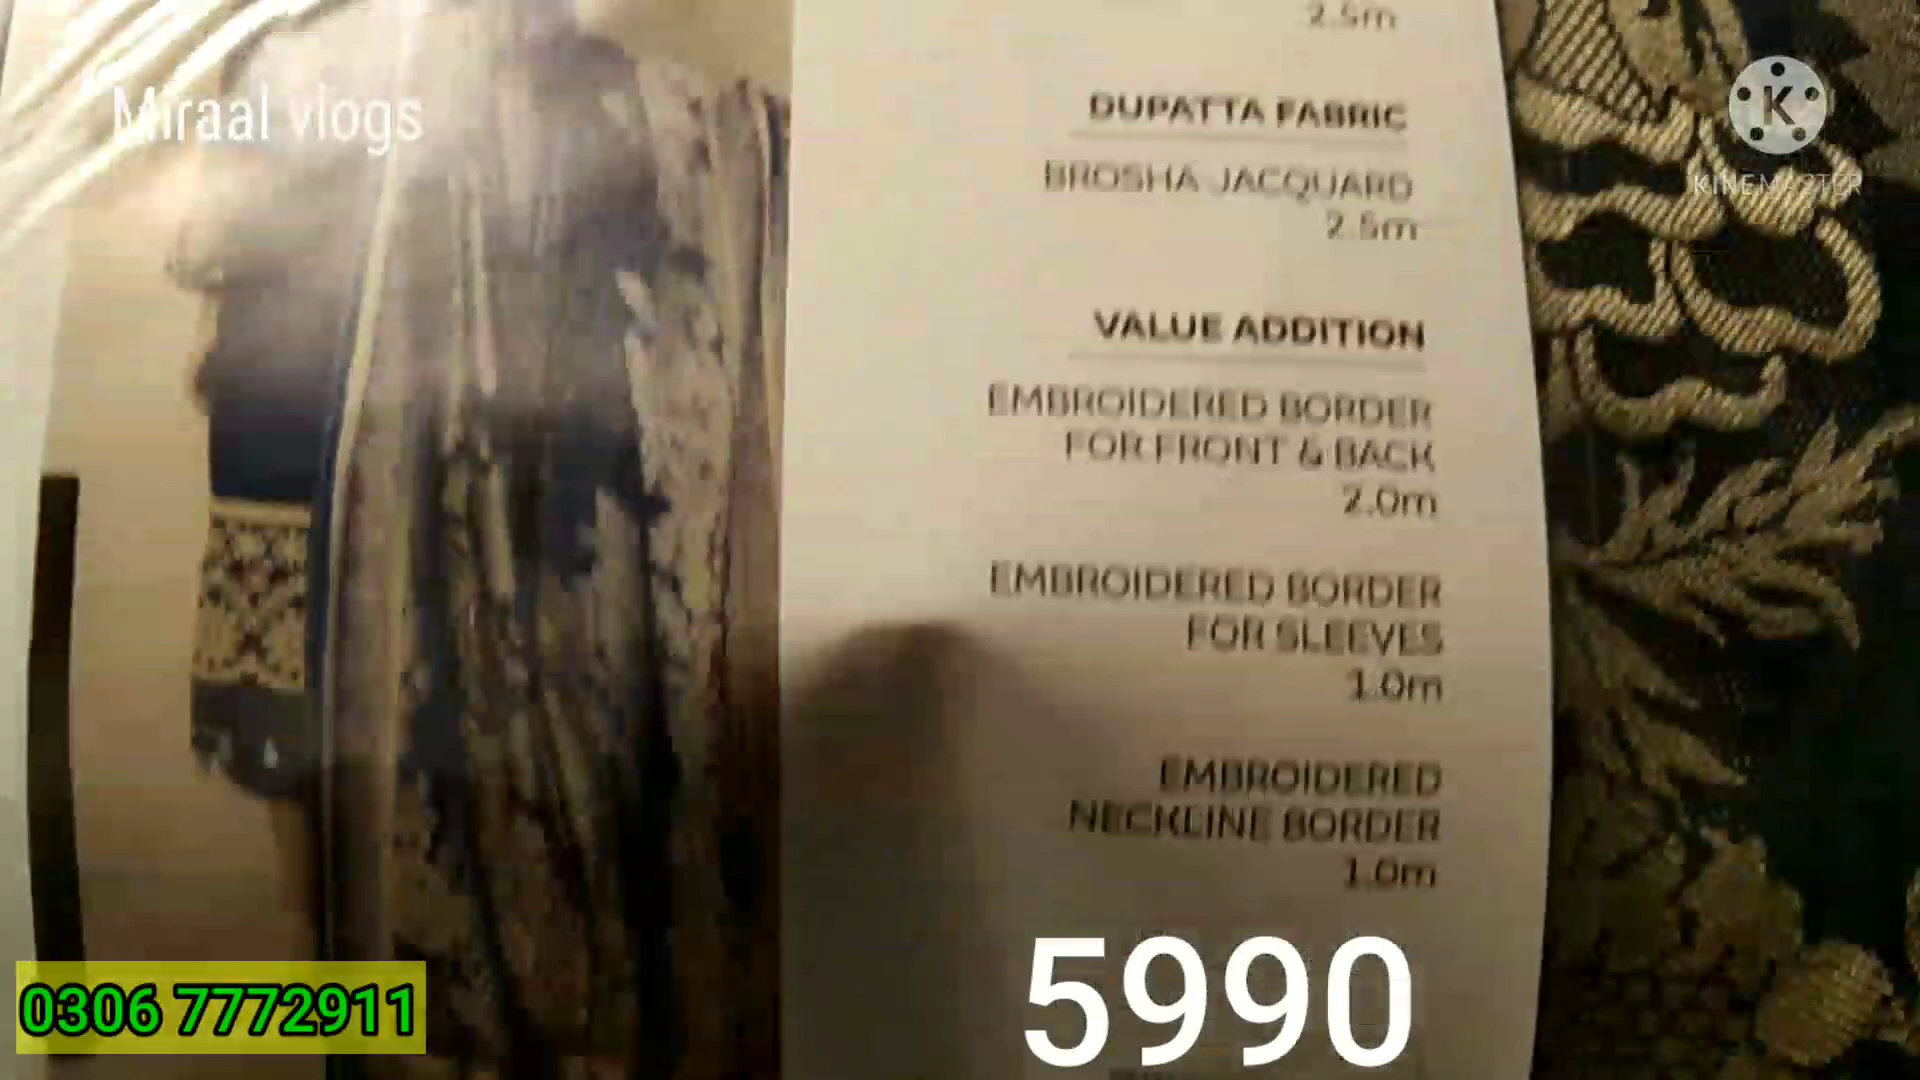 Miraal vlogs
KINEMASTER
2.5m
DUPATTA FABRIC
BROSHA JACQUARD
2.5m
VALUE ADDITION
EMBROIDERED BORDER
FOR FRONT & BACK
2.0m
EMBROIDERED BORDER
FOR SLEEVES
1.0m
EMBROIDERED
NECKLINE BORDER
1.0m
5990
0306 7772911